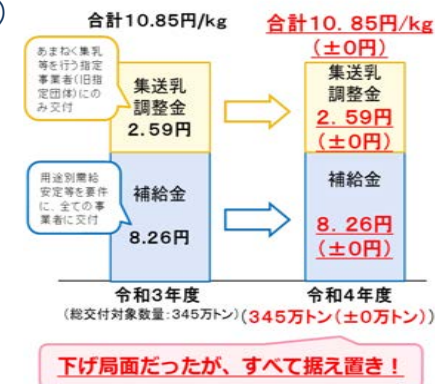 合計10.85円/kg
合計10.85円/kg
(±0円)
あまねく集乳
等を行う指定
事業者(旧指
定団体)にの
み交付
集送乳
調整金
2.59円
集送乳
調整金
2.59円
(±0円)
用途別需給
安定等を要件
に、全ての事
業者に交付
補給金
8.26円
補給金
8.26円
(±0円)
令和3年度
(総交付対象数量:345万トン)
令和4年度
(345万トン(±0万トン))
下げ局面だったが、すべて据え置き!